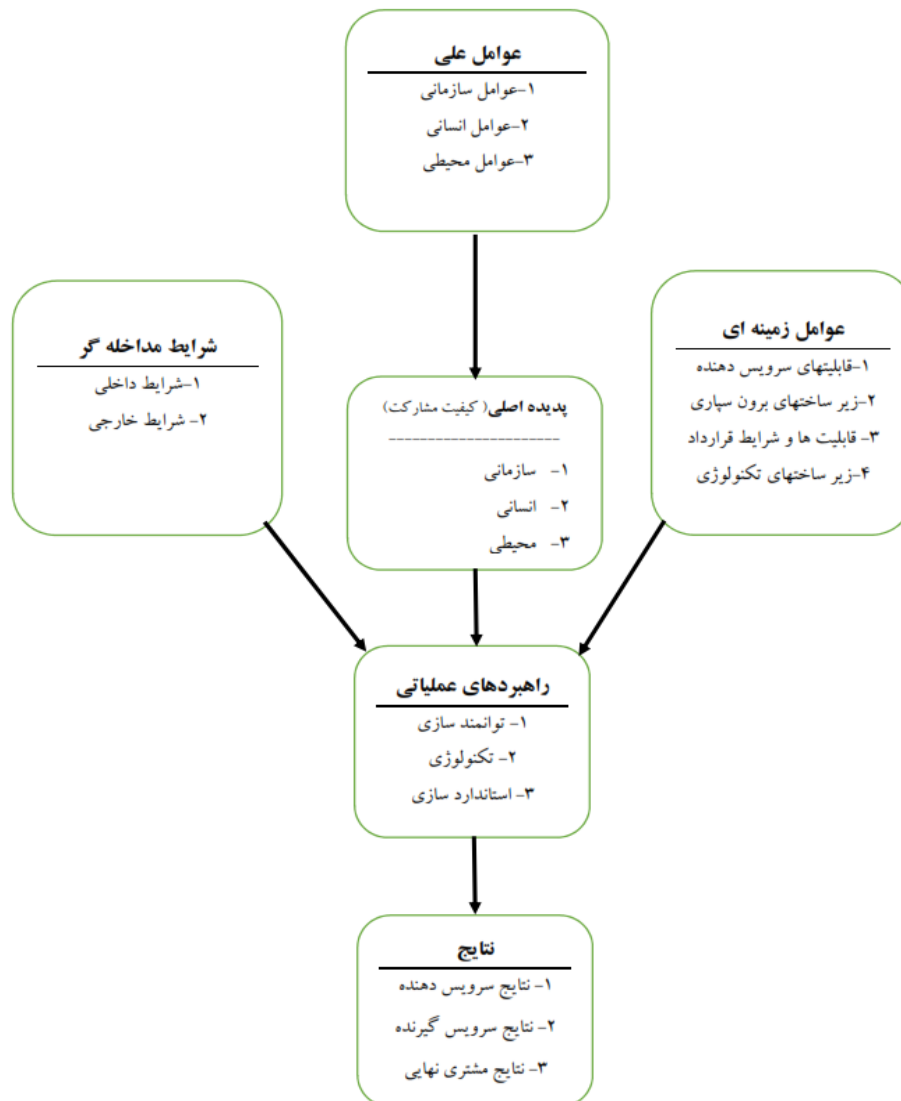 عوامل علی
۱-عوامل سازمانی
۲-عوامل انسانی
۳-عوامل محیطی
عوامل زمینه ای
۱-قابلیتهای سرویس دهنده
۲-زیر ساختهای برون سپاری
۳- قابلیت ها و شرایط قرارداد
۴-زیر ساختهای تکنولوژی
شرایط مداخله گر
۱-شرایط داخلی
۲- شرایط خارجی
پدیده اصلی( کیفیت مشارکت)
----------------------
۱- سازمانی
۲- انسانی
۳- محیطی
راهبردهای عملیاتی
۱- توانمند سازی
۲- تکنولوژی
۳- استاندارد سازی
نتایج
۱- نتایج سرویس دهنده
۲- نتایج سرویس گیرنده
۳- نتایج مشتری نهایی